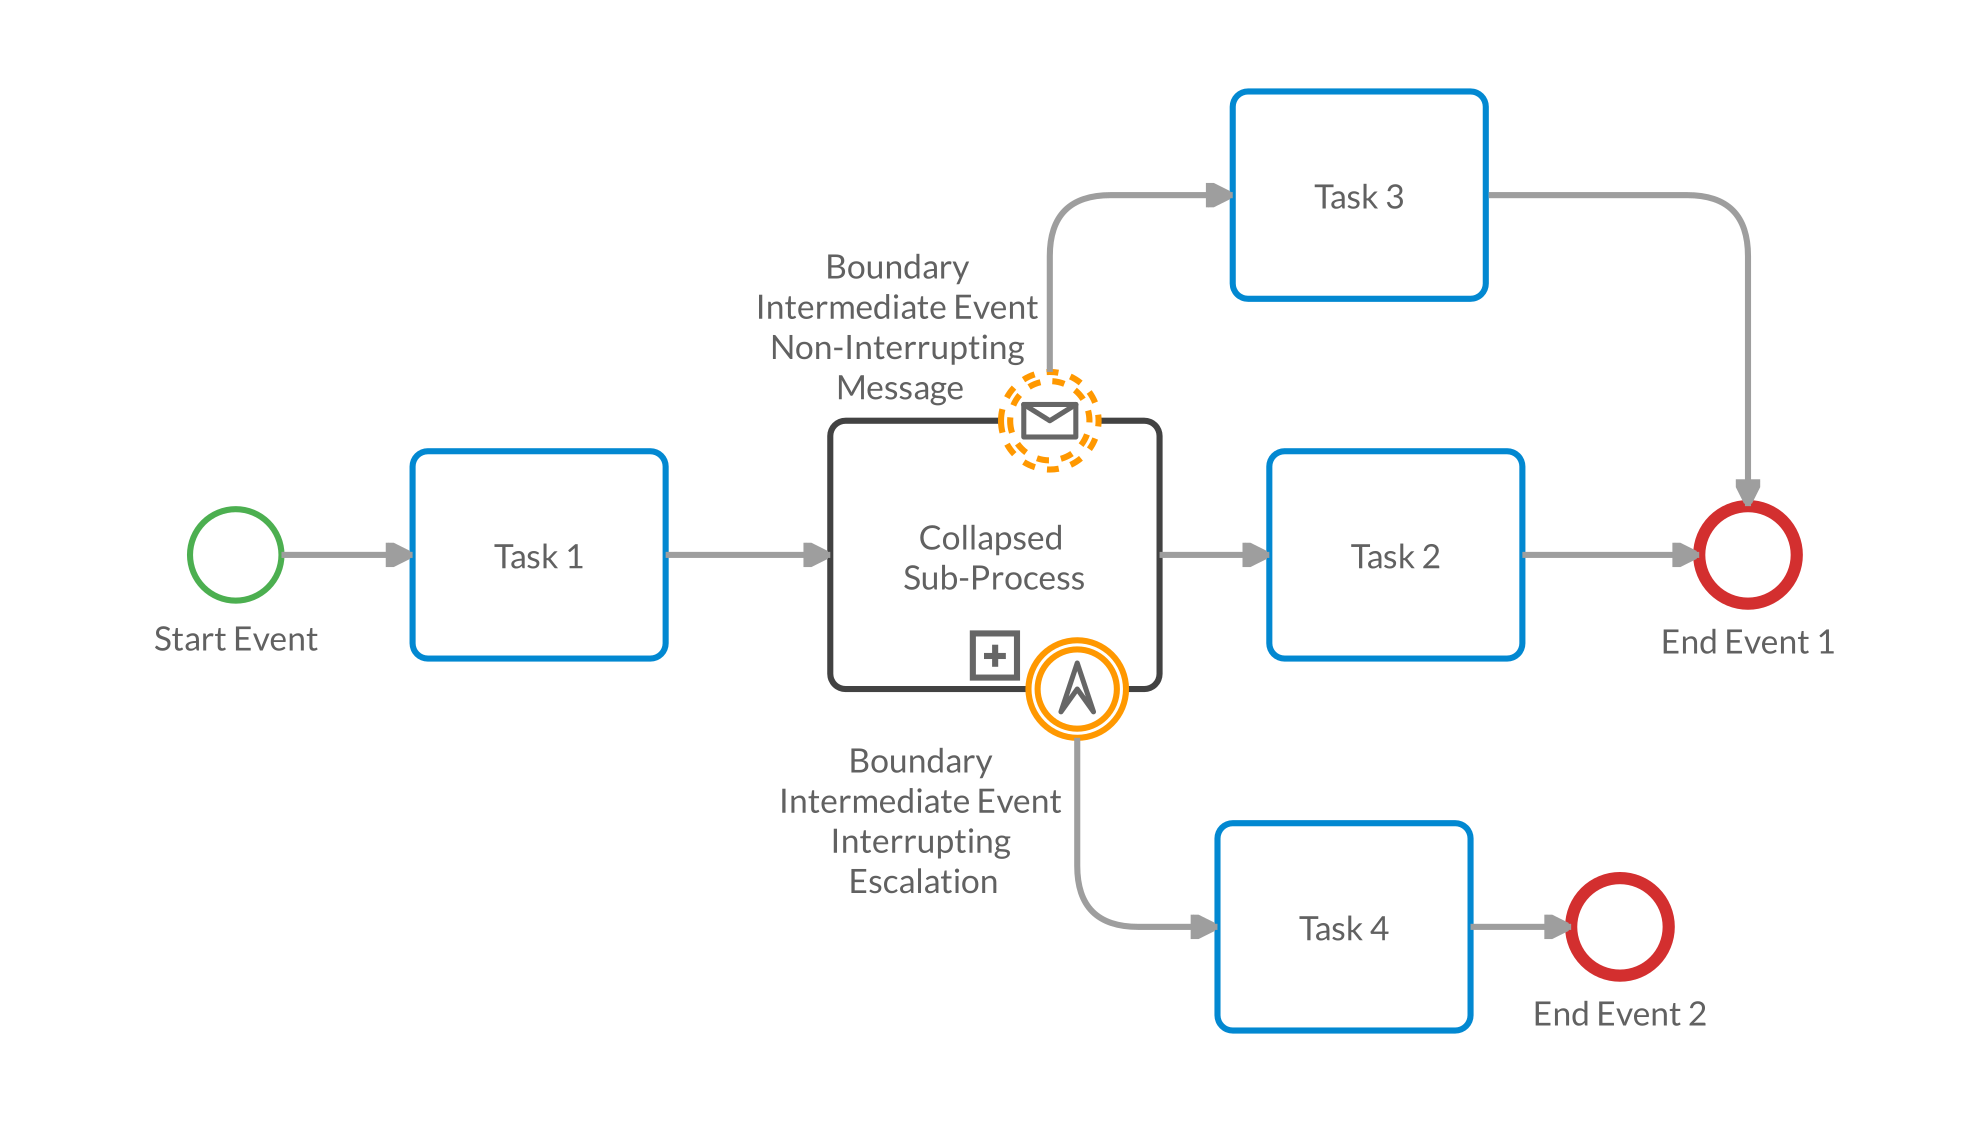 Task 3
Boundary
Intermediate Event
Non-Interrupting
Message
Start Event
Task 1
Collapsed
Sub-Process
Task 2
End Event 1
Boundary
Intermediate Event
Interrupting
Escalation
Task 4
End Event 2